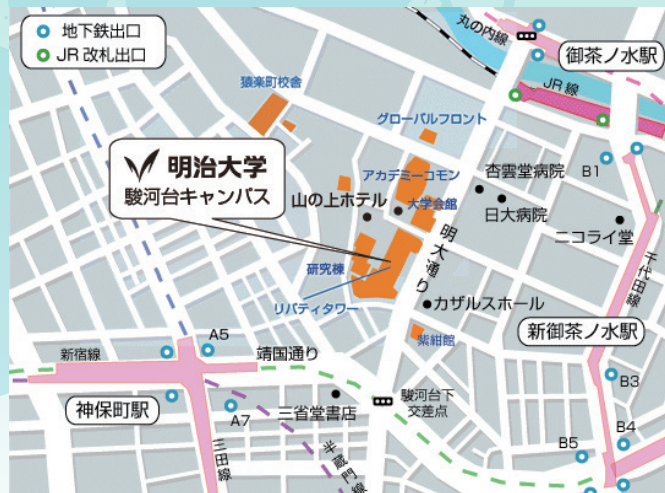 地下鉄出口
JR 改札出口
丸の内線
御茶ノ水駅
JR 線
猿楽町校舎
グローバルフロント
明治大学
駿河台キャンパス
アカデミーコモン
杏雲堂病院
B1
山の上ホテル
大学会館
日大病院
ニコライ堂
明大通り
千代田線
研究棟
リバティタワー
カザルスホール
新御茶ノ水駅
紫紺館
新宿線
A5
靖国通り
B3
神保町駅
A7
三省堂書店
駿河台下
交差点
三田線
半蔵門線
B5
B4